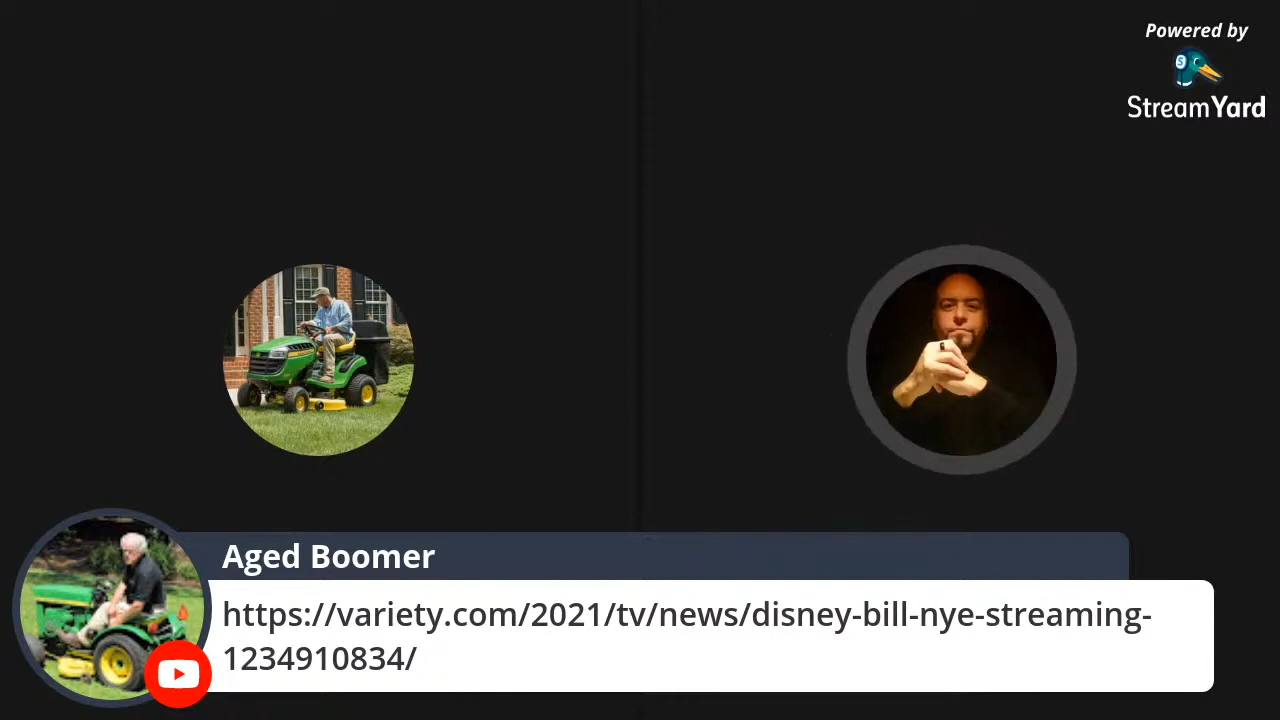 Powered by
StreamYard
Aged Boomer
https://variety.com/2021/tv/news/disney-bill-nye-streaming-
1234910834/